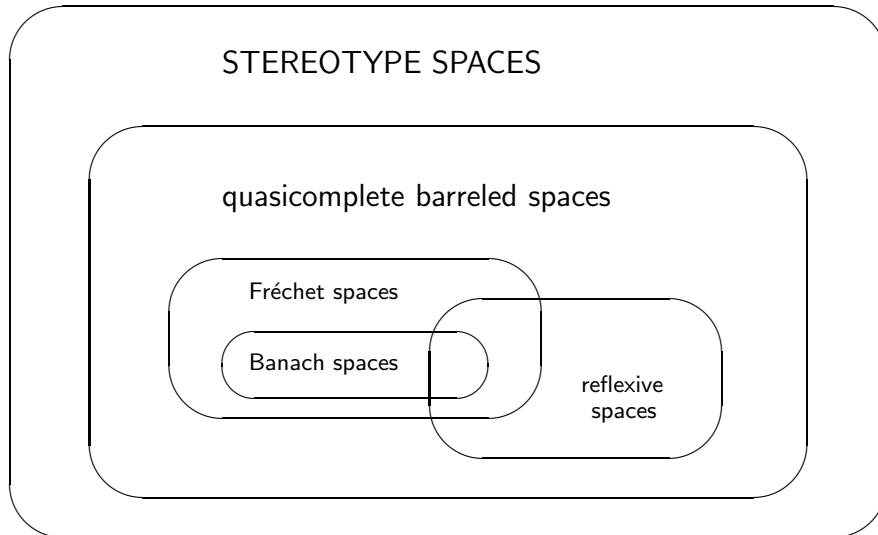 STEREOTYPE SPACES
quasicomplete barreled spaces
Fréchet spaces
Banach spaces
reflexive
spaces